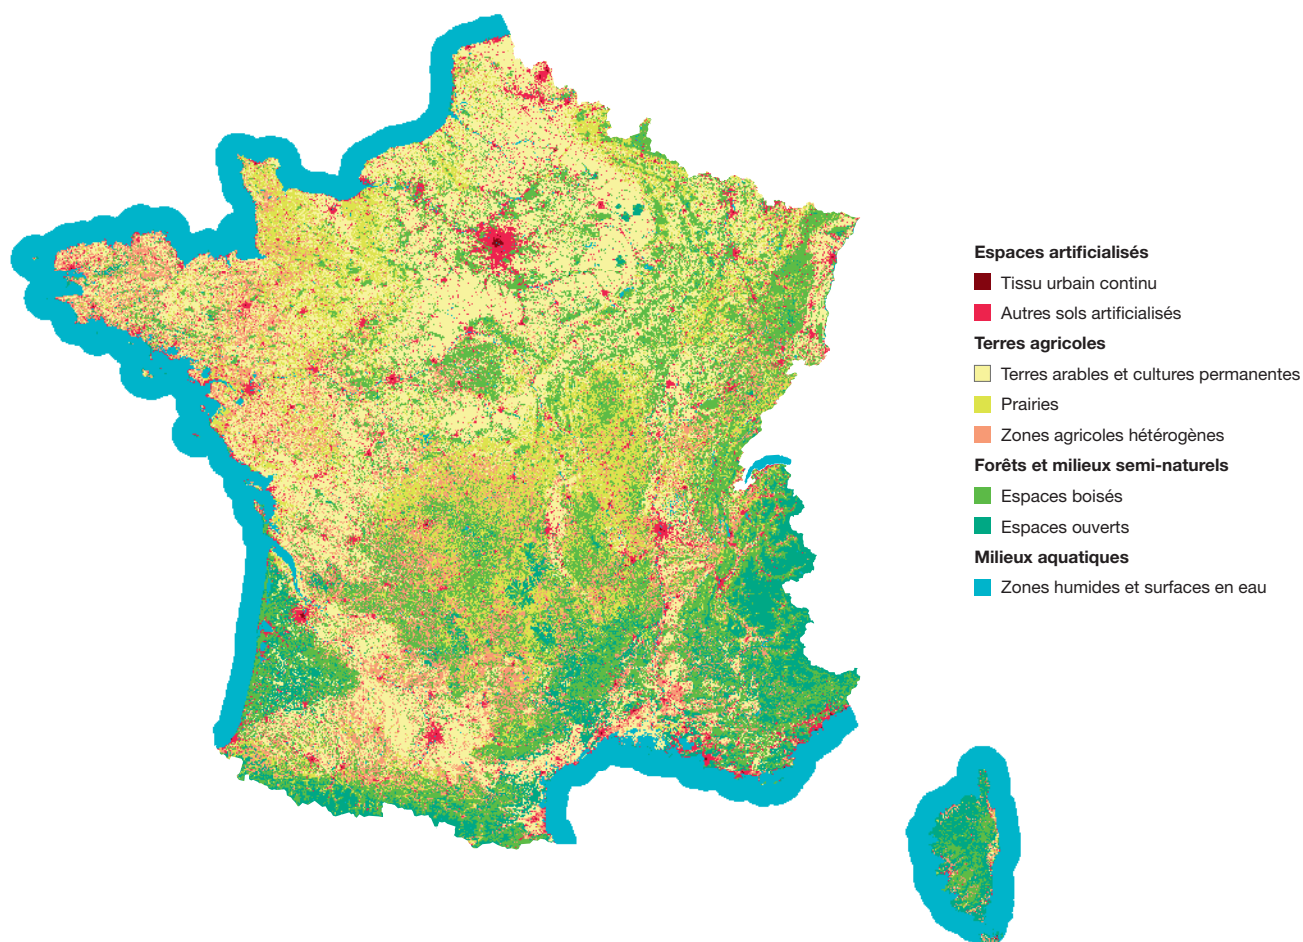 Espaces artificialisés
Tissu urbain continu
Autres sols artificialisés
Terres agricoles
Terres arables et cultures permanentes
Prairies
Zones agricoles hétérogènes
Forêts et milieux semi-naturels
Espaces boisés
Espaces ouverts
Milieux aquatiques
Zones humides et surfaces en eau